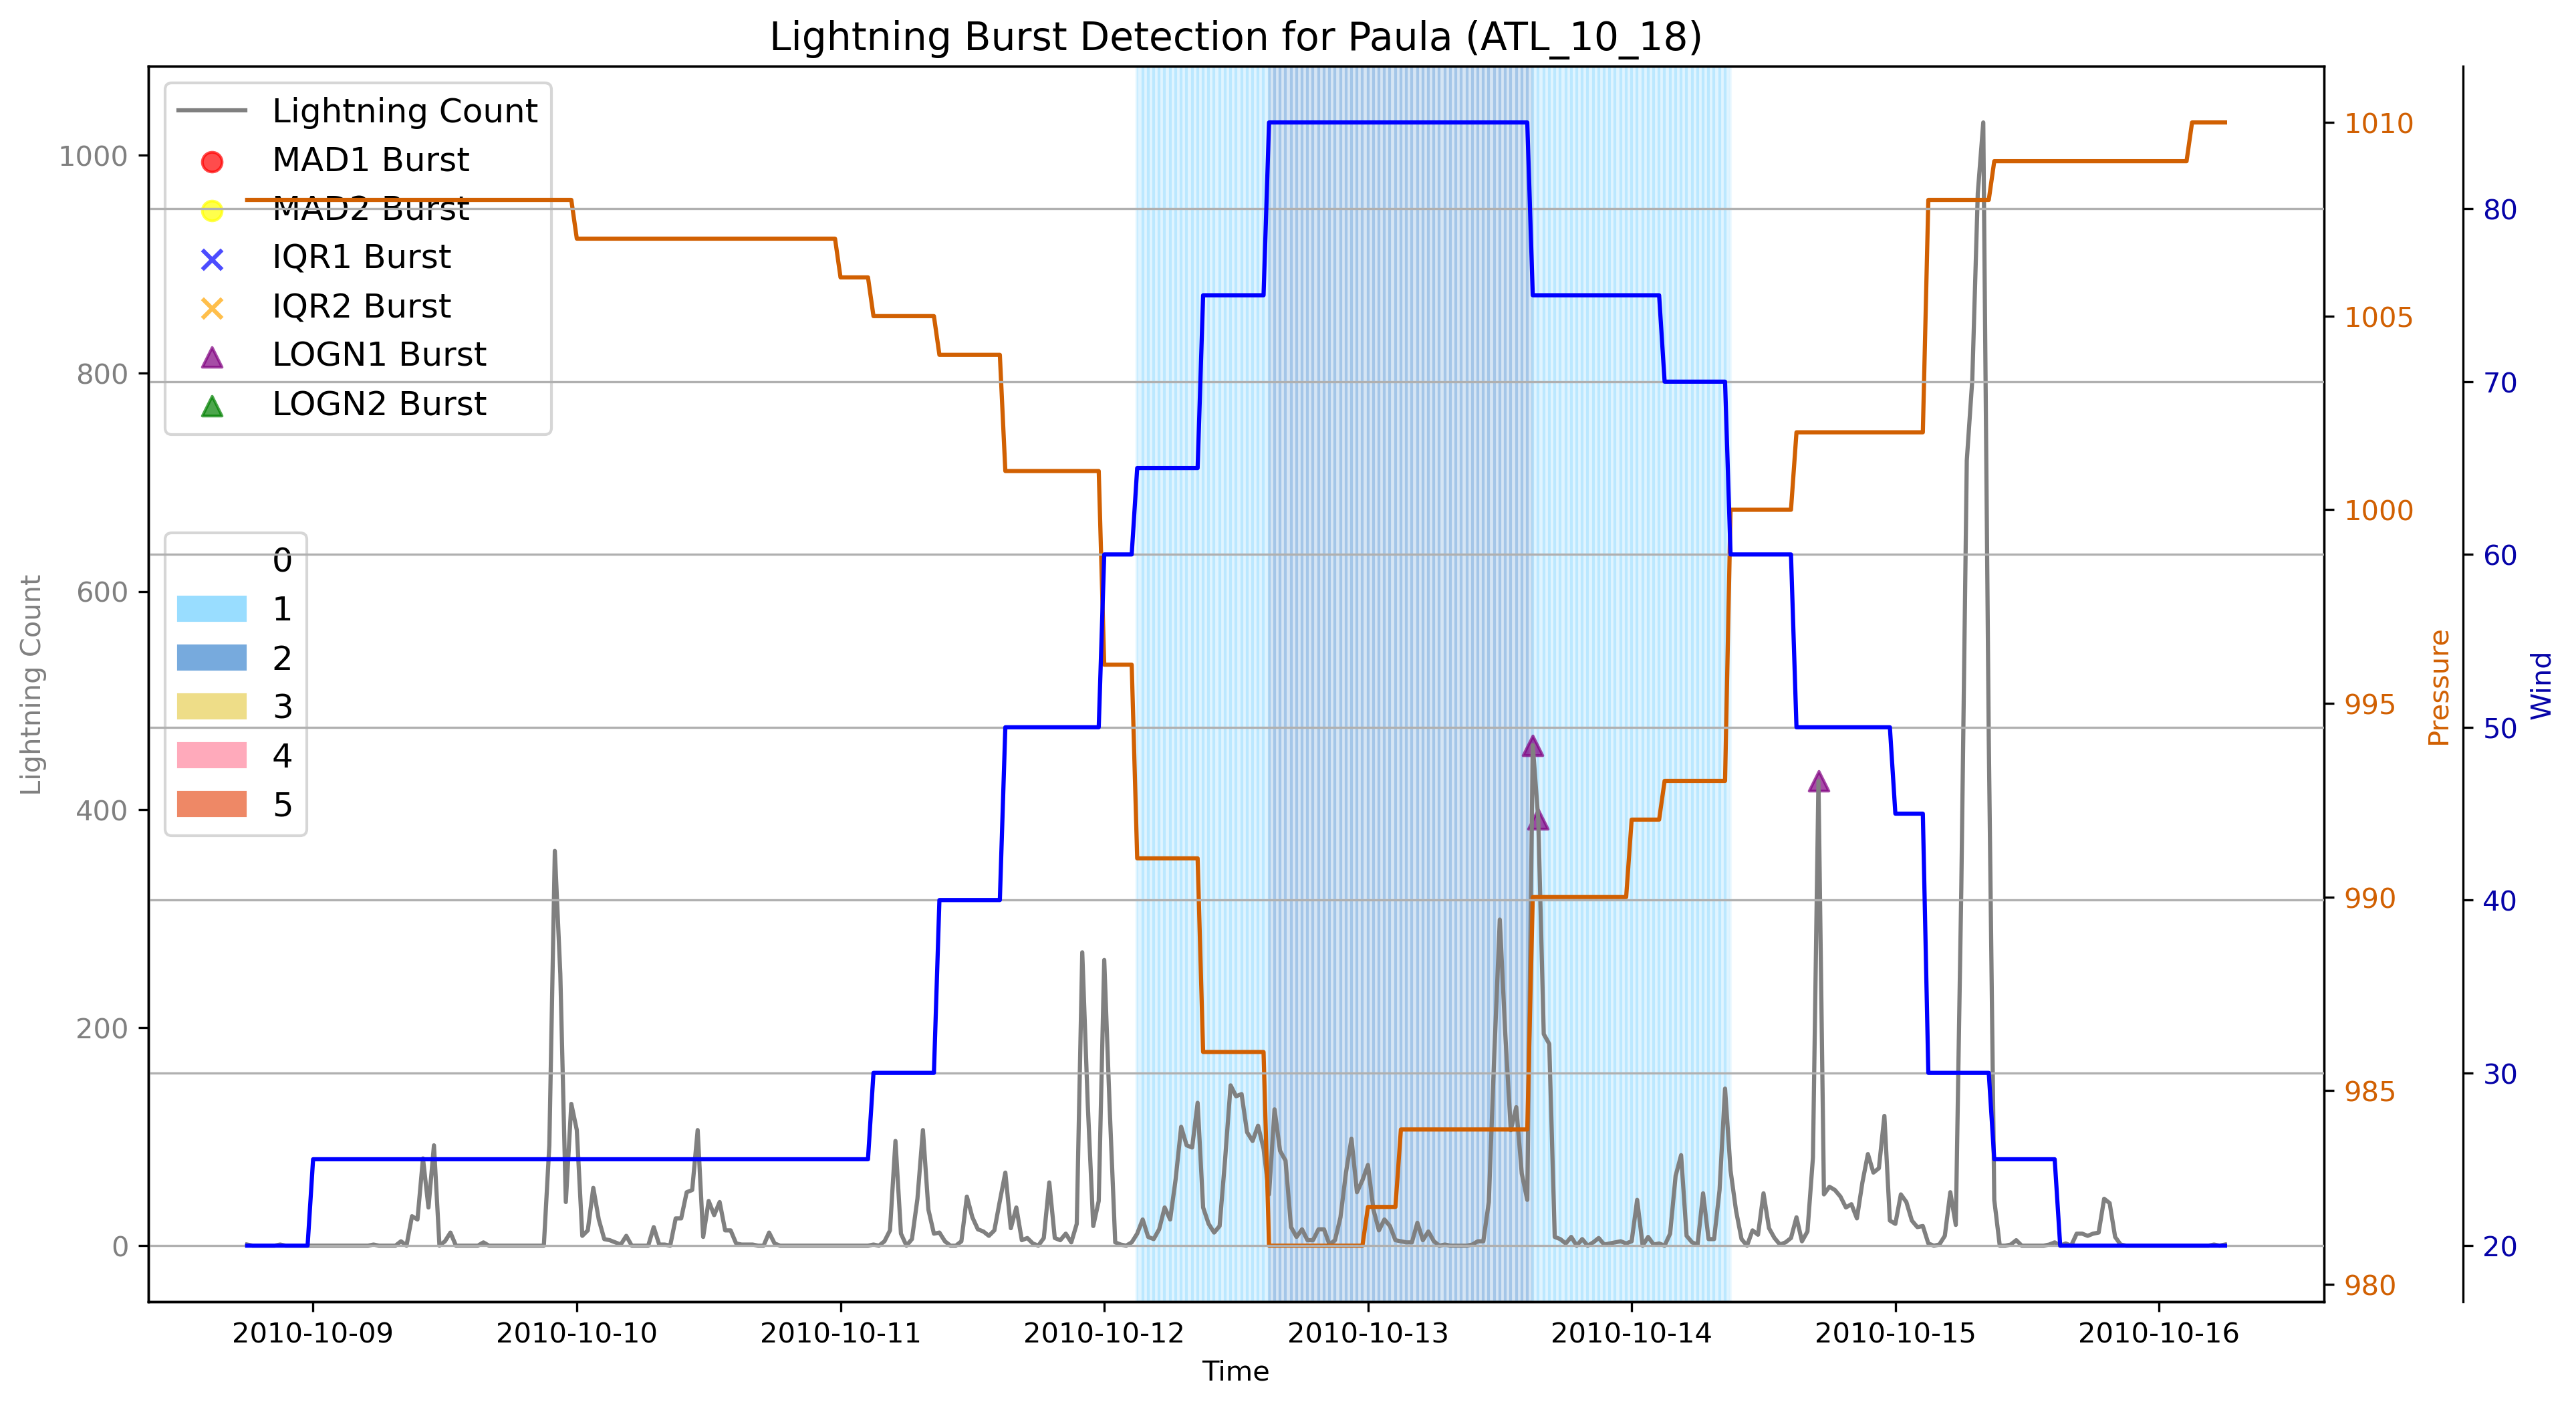 Lightning Burst Detection for Paula (ATL_10_18)
Lightning Count
MAD1 Burst
MAD2 Burst
IQR1 Burst
IQR2 Burst
LOGN1 Burst
LOGN2 Burst
0
1
2
3
4
5
Lightning Count
1000
800
600
400
200
0
1010
1005
1000
995
990
985
980
Pressure
80
70
60
50
40
30
20
Wind
2010-10-09 2010-10-10 2010-10-11 2010-10-12 2010-10-13 2010-10-14 2010-10-15 2010-10-16
Time